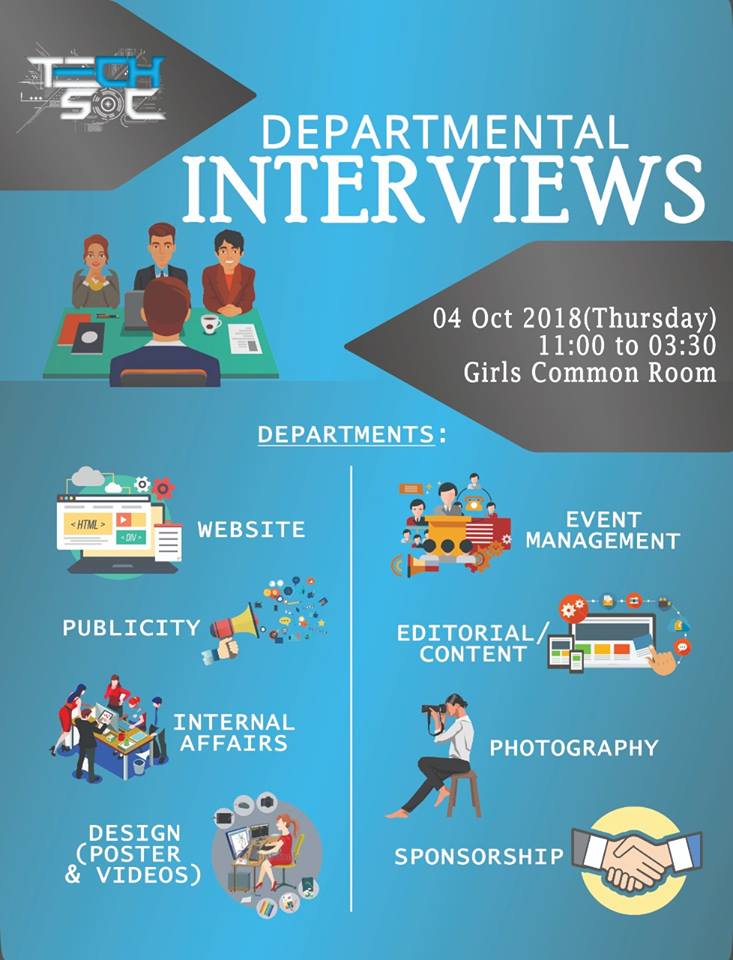 TECH
SOC
DEPARTMENTAL
INTERVIEWS
04 Oct 2018(Thursday)
11:00 to 03:30
Girls Common Room
DEPARTMENTS:
< HTML >
< DIV >
WEBSITE
PUBLICITY
INTERNAL
AFFAIRS
DESIGN
(POSTER
& VIDEOS)
EVENT
MANAGEMENT
EDITORIAL/
CONTENT
PHOTOGRAPHY
SPONSORSHIP